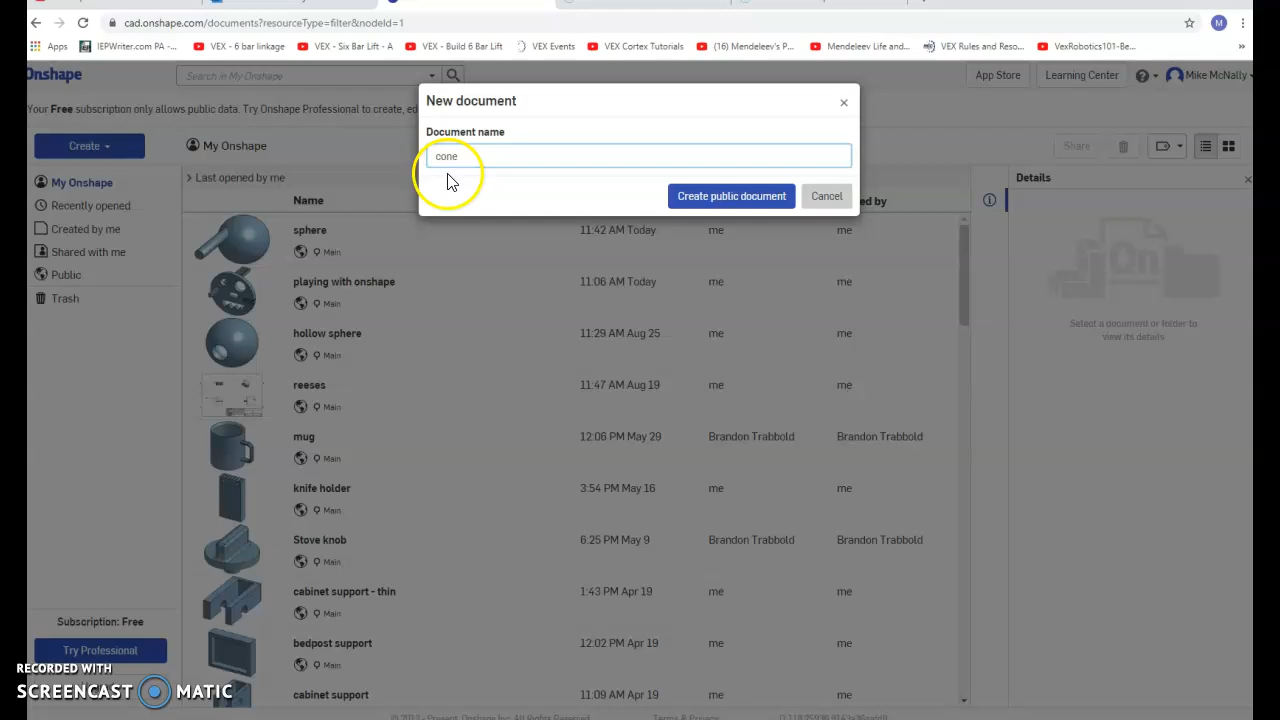 cad.onshape.com/documents?resourceType=filter&nodeId=1
M
Apps IEPWriter.com PA -... VEX - 6 bar linkage VEX - Six Bar Lift - A VEX - Build 6 Bar Lift VEX Events VEX Cortex Tutorials (16) Mendeleev's P... Mendeleev Life and... VEX Rules and Reso... VexRobotics101-Be... »
Onshape Search in My Onshape App Store Learning Center Mike McNally
Your Free subscription only allows public data. Try Onshape Professional to create, ed
New document
Document name
cone
Create public document Cancel
Create My Onshape Share
My Onshape
Recently opened
Created by me
Shared with me
Public
Trash
Last opened by me
Name ed by
sphere 11:42 AM Today me me
Main
playing with onshape 11:06 AM Today me me
Main
hollow sphere 11:29 AM Aug 25 me me
Main
reeses 11:47 AM Aug 19 me me
Main
mug 12:06 PM May 29 Brandon Trabbold Brandon Trabbold
Main
knife holder 3:54 PM May 16 me me
Main
Stove knob 6:25 PM May 9 Brandon Trabbold Brandon Trabbold
Main
cabinet support - thin 1:43 PM Apr 19 me me
Main
bedpost support 12:02 PM Apr 19 me me
Main
cabinet support 11:09 AM Apr 19 me me
Details
On
Select a document or folder to
view its details
Subscription: Free
Try Professional
RECORDED WITH
SCREENCAST MATIC
Terms & Privacy